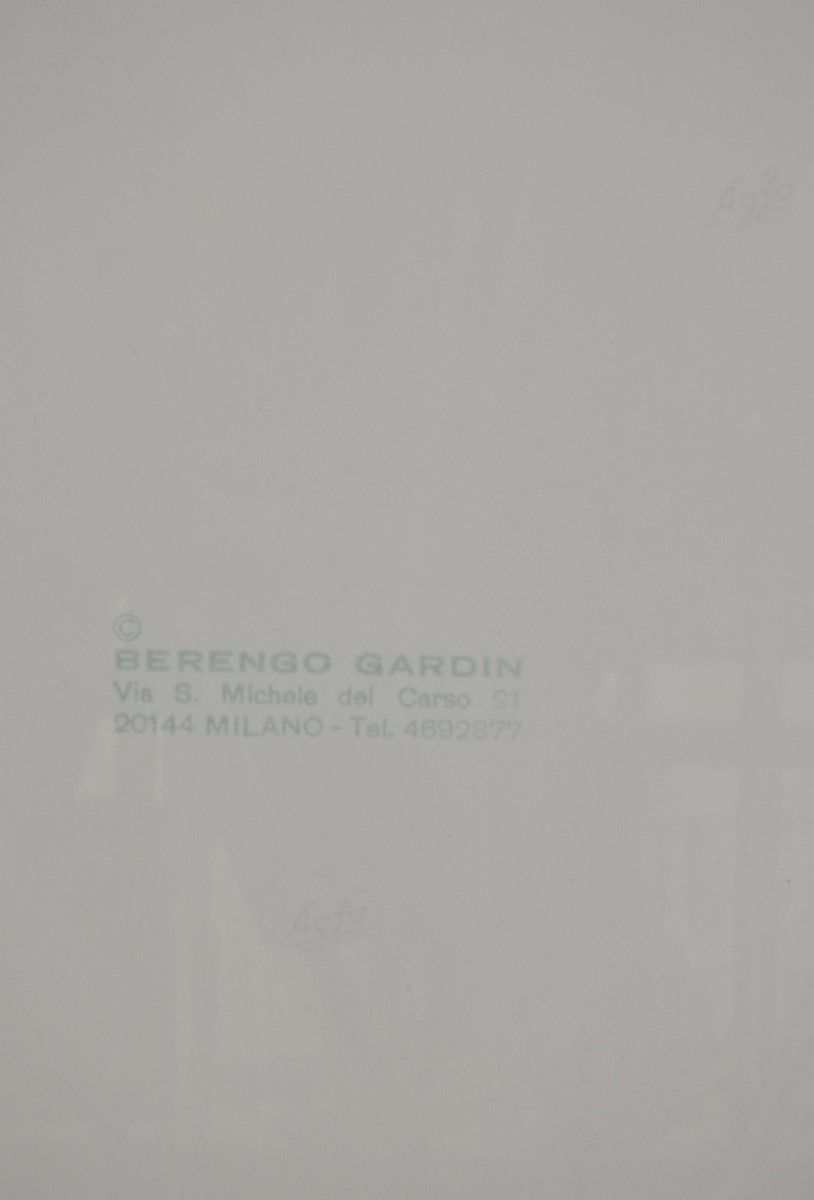 Agfa
©
BERENGO GARDIN
Via S. Michele del Carso 21
20144 MILANO - Tel. 4692877
Agfa